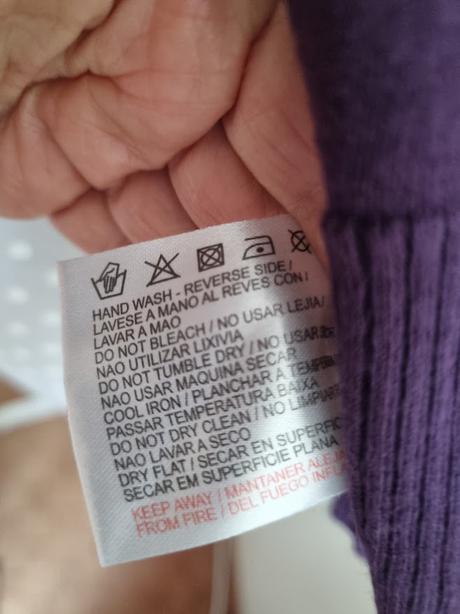 HAND WASH - REVERSE SIDE /
LAVESE A MANO AL REVES CON /
LAVAR A MAO
DO NOT BLEACH / NO USAR LEJIA /
NAO UTILIZAR LIXIVIA
DO NOT TUMBLE DRY / NO USAR
NAO USAR MAQUINA SECAR
COOL IRON / PLANCHAR A
PASSAR TEMPERATURA BAIXA
DO NOT DRY CLEAN / NO
NAO LAVAR A SECO
DRY FLAT / SECAR EN
SECAR EM SUPERFICIE PLANA
KEEP AWAY / MANTANER
FROM FIRE / DEL FUEGO